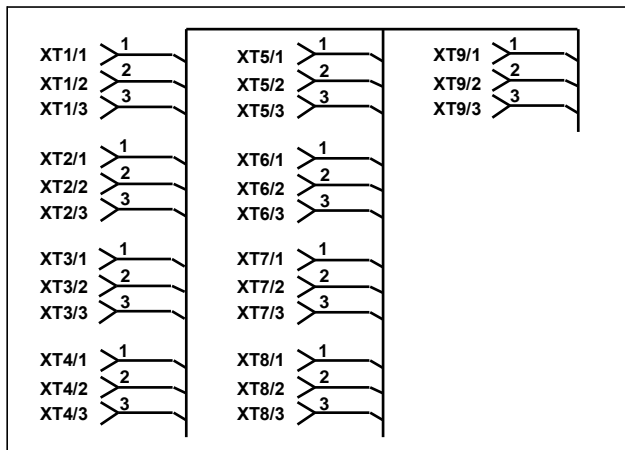 XT1/1 1
XT1/2 2
XT1/3 3
XT2/1 1
XT2/2 2
XT2/3 3
XT3/1 1
XT3/2 2
XT3/3 3
XT4/1 1
XT4/2 2
XT4/3 3
XT5/1 1
XT5/2 2
XT5/3 3
XT6/1 1
XT6/2 2
XT6/3 3
XT7/1 1
XT7/2 2
XT7/3 3
XT8/1 1
XT8/2 2
XT8/3 3
XT9/1 1
XT9/2 2
XT9/3 3